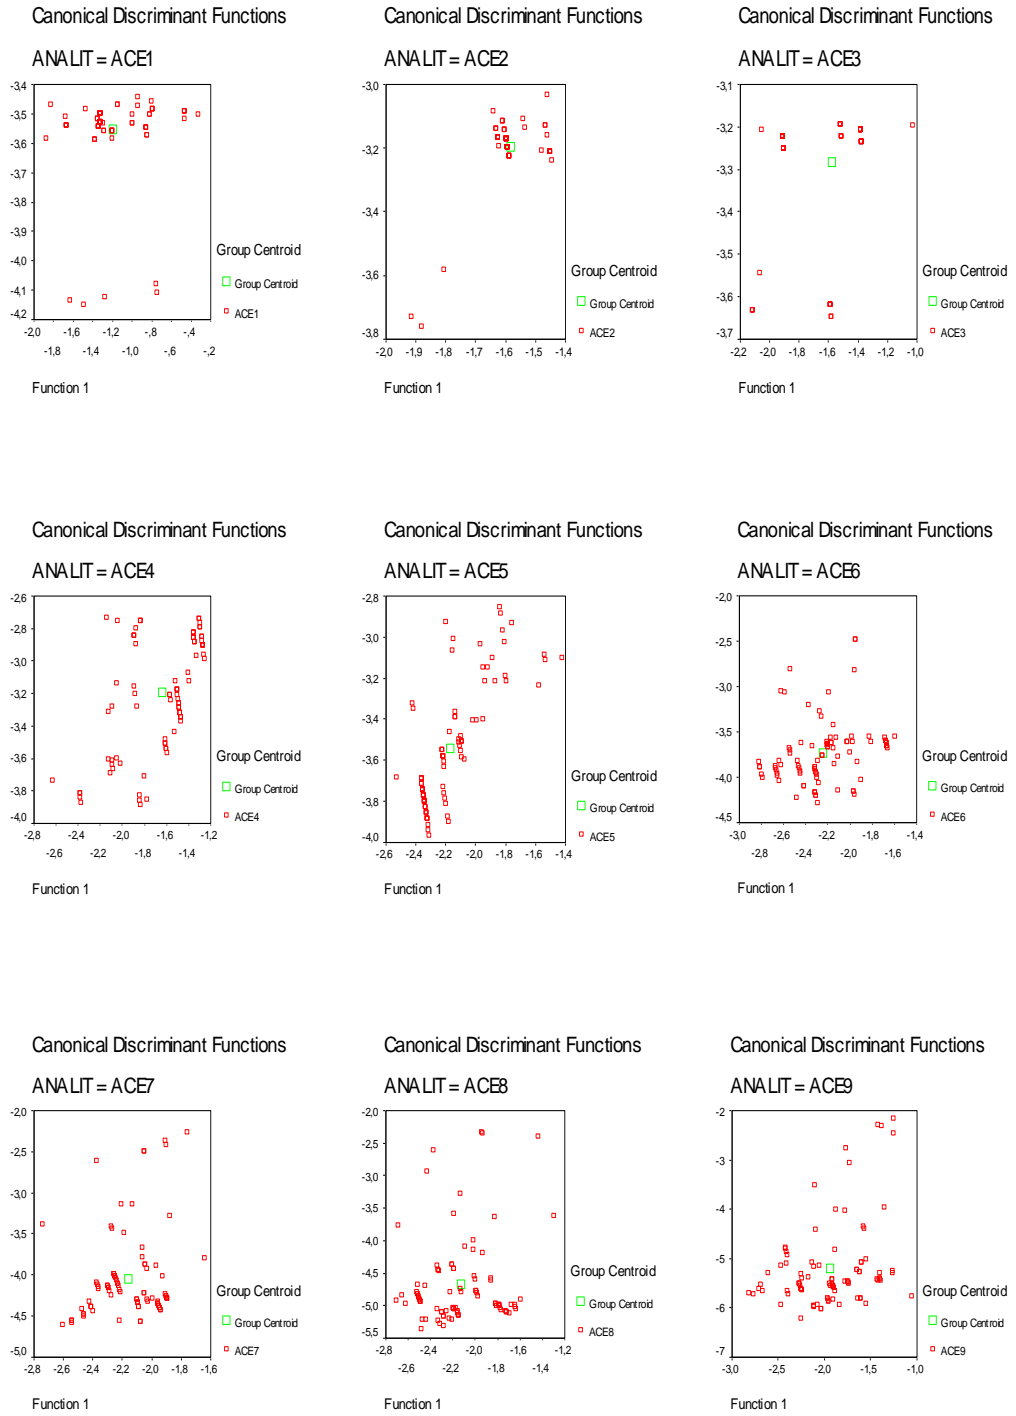 Canonical Discriminant Functions
ANALIT = ACE1
-3,4
-3,5
-3,6
-3,7
-3,8
-3,9
-4,0
-4,1
-4,2
-2,0 -1,6 -1,2 -,8 -,4
-1,8 -1,4 -1,0 -,6 -,2
Group Centroid
Group Centroid
ACE1
Function 1
Canonical Discriminant Functions
ANALIT = ACE2
-3,0
-3,2
-3,4
-3,6
-3,8
-2,0 -1,9 -1,8 -1,7 -1,6 -1,5 -1,4
Group Centroid
Group Centroid
ACE2
Function 1
Canonical Discriminant Functions
ANALIT = ACE3
-3,1
-3,2
-3,3
-3,4
-3,5
-3,6
-3,7
-2,2 -2,0 -1,8 -1,6 -1,4 -1,2 -1,0
Group Centroid
Group Centroid
ACE3
Function 1
Canonical Discriminant Functions
ANALIT = ACE4
-2,6
-2,8
-3,0
-3,2
-3,4
-3,6
-3,8
-4,0
-2,8 -2,4 -2,0 -1,6 -1,2
-2,6 -2,2 -1,8 -1,4
Group Centroid
Group Centroid
ACE4
Function 1
Canonical Discriminant Functions
ANALIT = ACE5
-2,8
-3,0
-3,2
-3,4
-3,6
-3,8
-4,0
-2,6 -2,4 -2,2 -2,0 -1,8 -1,6 -1,4
Group Centroid
Group Centroid
ACE5
Function 1
Canonical Discriminant Functions
ANALIT = ACE6
-2,0
-2,5
-3,0
-3,5
-4,0
-4,5
-3,0 -2,6 -2,2 -1,8 -1,4
-2,8 -2,4 -2,0 -1,6
Group Centroid
Group Centroid
ACE6
Function 1
Canonical Discriminant Functions
ANALIT = ACE7
-2,0
-2,5
-3,0
-3,5
-4,0
-4,5
-5,0
-2,8 -2,6 -2,4 -2,2 -2,0 -1,8 -1,6
Group Centroid
Group Centroid
ACE7
Function 1
Canonical Discriminant Functions
ANALIT = ACE8
-2,0
-2,5
-3,0
-3,5
-4,0
-4,5
-5,0
-5,5
-2,8 -2,4 -2,0 -1,6 -1,2
-2,6 -2,2 -1,8 -1,4
Group Centroid
Group Centroid
ACE8
Function 1
Canonical Discriminant Functions
ANALIT = ACE9
-2
-3
-4
-5
-6
-7
-3,0 -2,5 -2,0 -1,5 -1,0
Group Centroid
Group Centroid
ACE9
Function 1